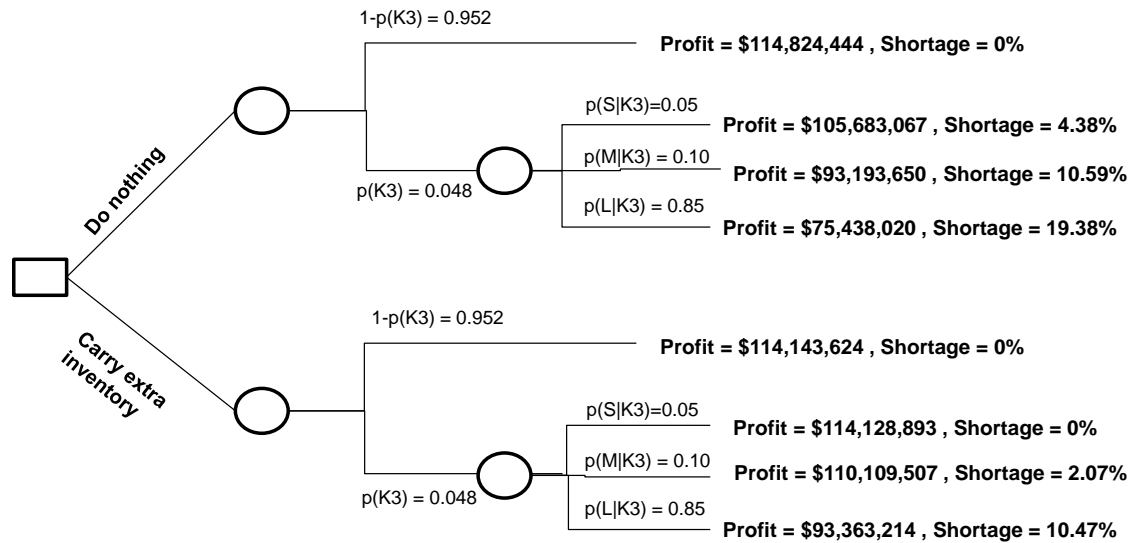 1-p(K3) = 0.952
Profit = $114,824,444 , Shortage = 0%
p(S|K3)=0.05
Profit = $105,683,067 , Shortage = 4.38%
p(M|K3) = 0.10
Profit = $93,193,650 , Shortage = 10.59%
p(K3) = 0.048
p(L|K3) = 0.85
Profit = $75,438,020 , Shortage = 19.38%
Do nothing
Carry extra
inventory
1-p(K3) = 0.952
Profit = $114,143,624 , Shortage = 0%
p(S|K3)=0.05
Profit = $114,128,893 , Shortage = 0%
p(M|K3) = 0.10
Profit = $110,109,507 , Shortage = 2.07%
p(K3) = 0.048
p(L|K3) = 0.85
Profit = $93,363,214 , Shortage = 10.47%